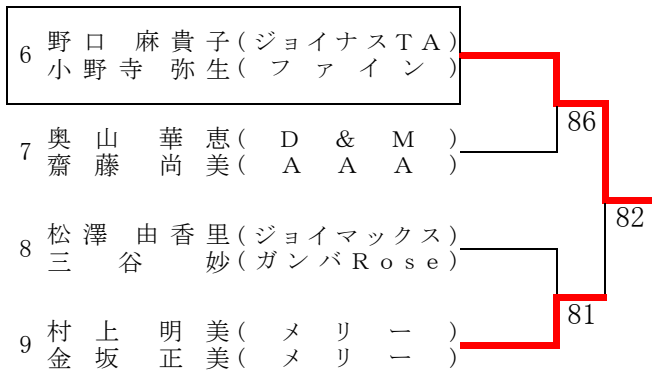 6 野口 麻貴子(ジョイナスTA)
小野寺 弥生(ファイン)
86
7 奥山 華恵(D&M)
齋藤 尚美(AAA)
82
8 松澤 由香里(ジョイマックス)
三谷 妙(ガンバRose)
81
9 村上 明美(メリー)
金坂 正美(メリー)